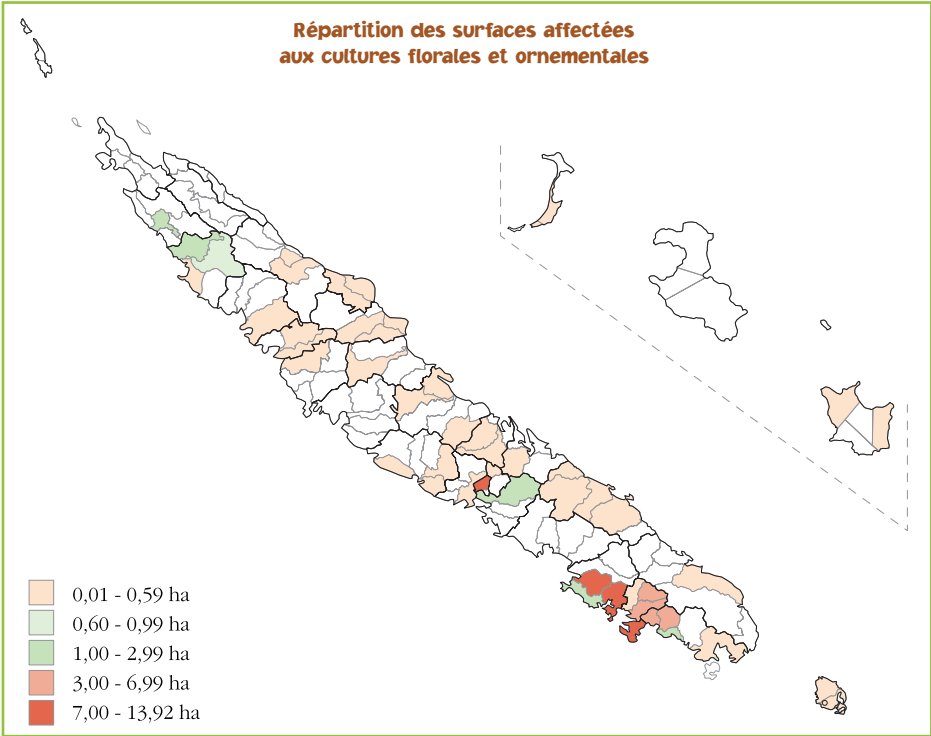 Répartition des surfaces affectées
aux cultures florales et ornementales
0,01 - 0,59 ha
0,60 - 0,99 ha
1,00 - 2,99 ha
3,00 - 6,99 ha
7,00 - 13,92 ha